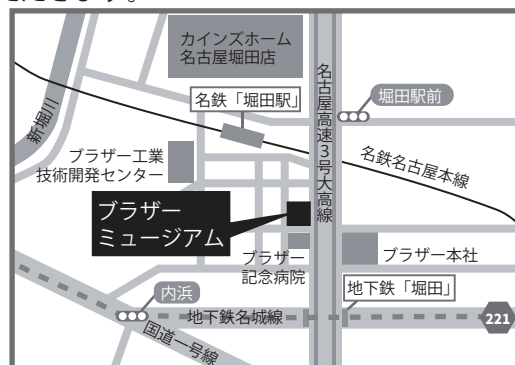 ください。
カインズホーム
名古屋堀田店
名鉄「堀田駅」
堀田駅前
新堀川
名古屋高速3号大高線
名鉄名古屋本線
ブラザー工業
技術開発センター
ブラザー
ミュージアム
ブラザー
記念病院
ブラザー本社
内浜
地下鉄「堀田」
地下鉄名城線
221
国道一号線